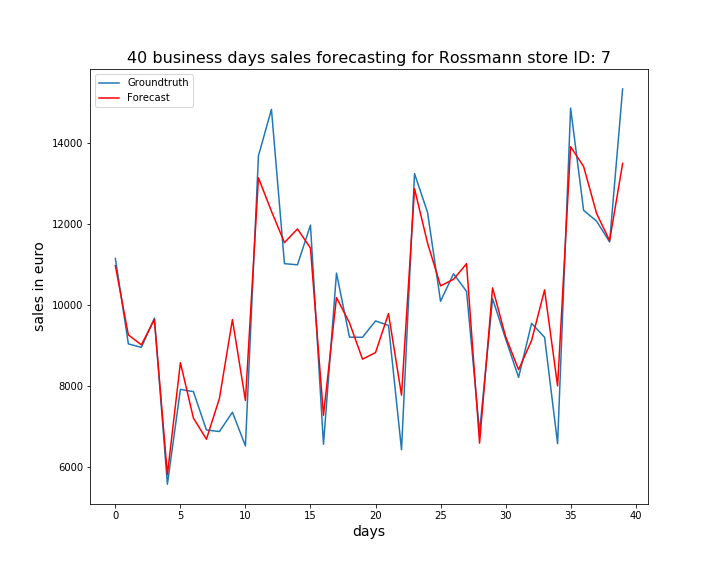 40 business days sales forecasting for Rossmann store ID: 7
Groundtruth
Forecast
14000
12000
10000
8000
6000
sales in euro
0 5 10 15 20 25 30 35 40
days